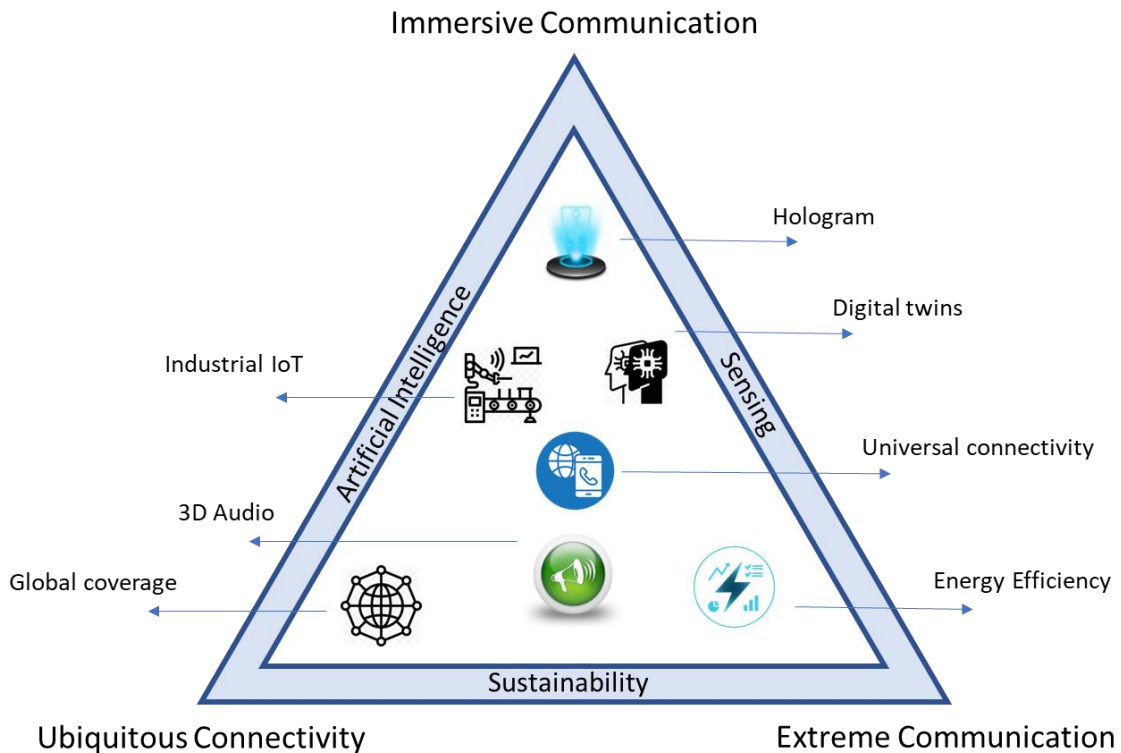 Immersive Communication
Hologram
Digital twins
Industrial IoT
Artificial Intelligence
Sensing
Universal connectivity
3D Audio
Global coverage
Energy Efficiency
Sustainability
Ubiquitous Connectivity
Extreme Communication